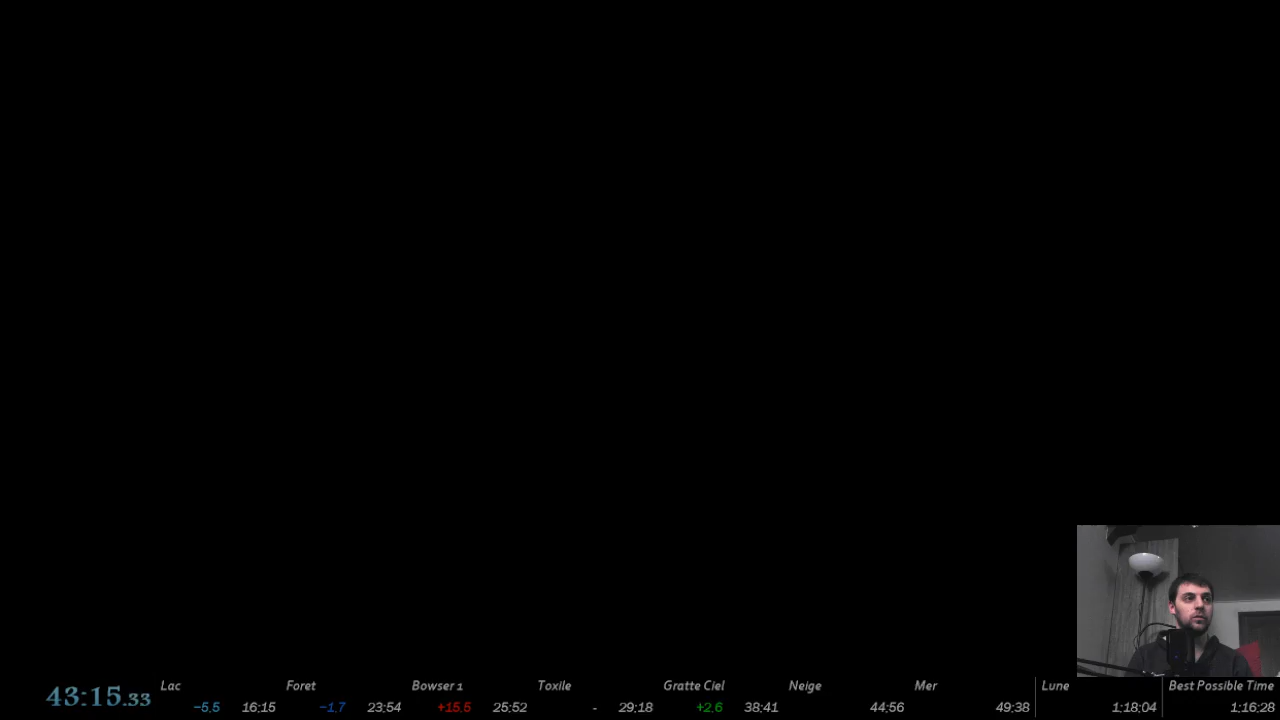 Lac Foret Bowser 1 Toxile Gratte Ciel Neige Mer Lune Best Possible Time
43:15.33 −5,5 16:15 −1,7 23:54 +15,5 25:52 - 29:18 +2,6 38:41 44:56 49:38 1:18:04 1:16:28